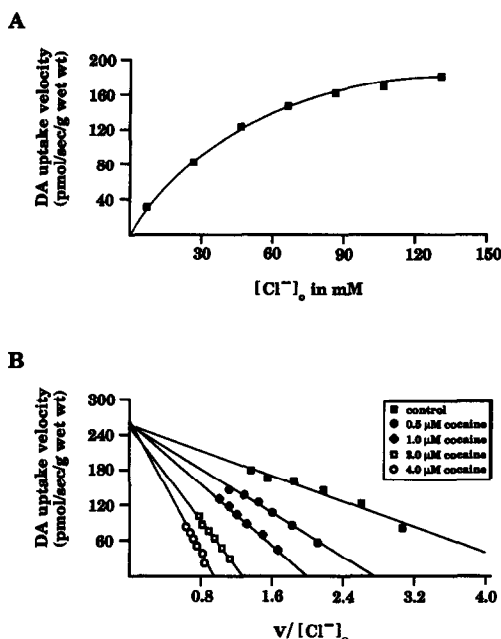 A
DA uptake velocity
(pmol/sec/g wet wt)
200
160
120
80
40
30
60
90
120
150
[Cl⁻]ₒ in mM
B
DA uptake velocity
(pmol/sec/g wet wt)
300
240
180
120
60
control
0.5 μM cocaine
1.0 μM cocaine
2.0 μM cocaine
4.0 μM cocaine
0.8
1.6
2.4
3.2
4.0
V/[Cl⁻]ₒ